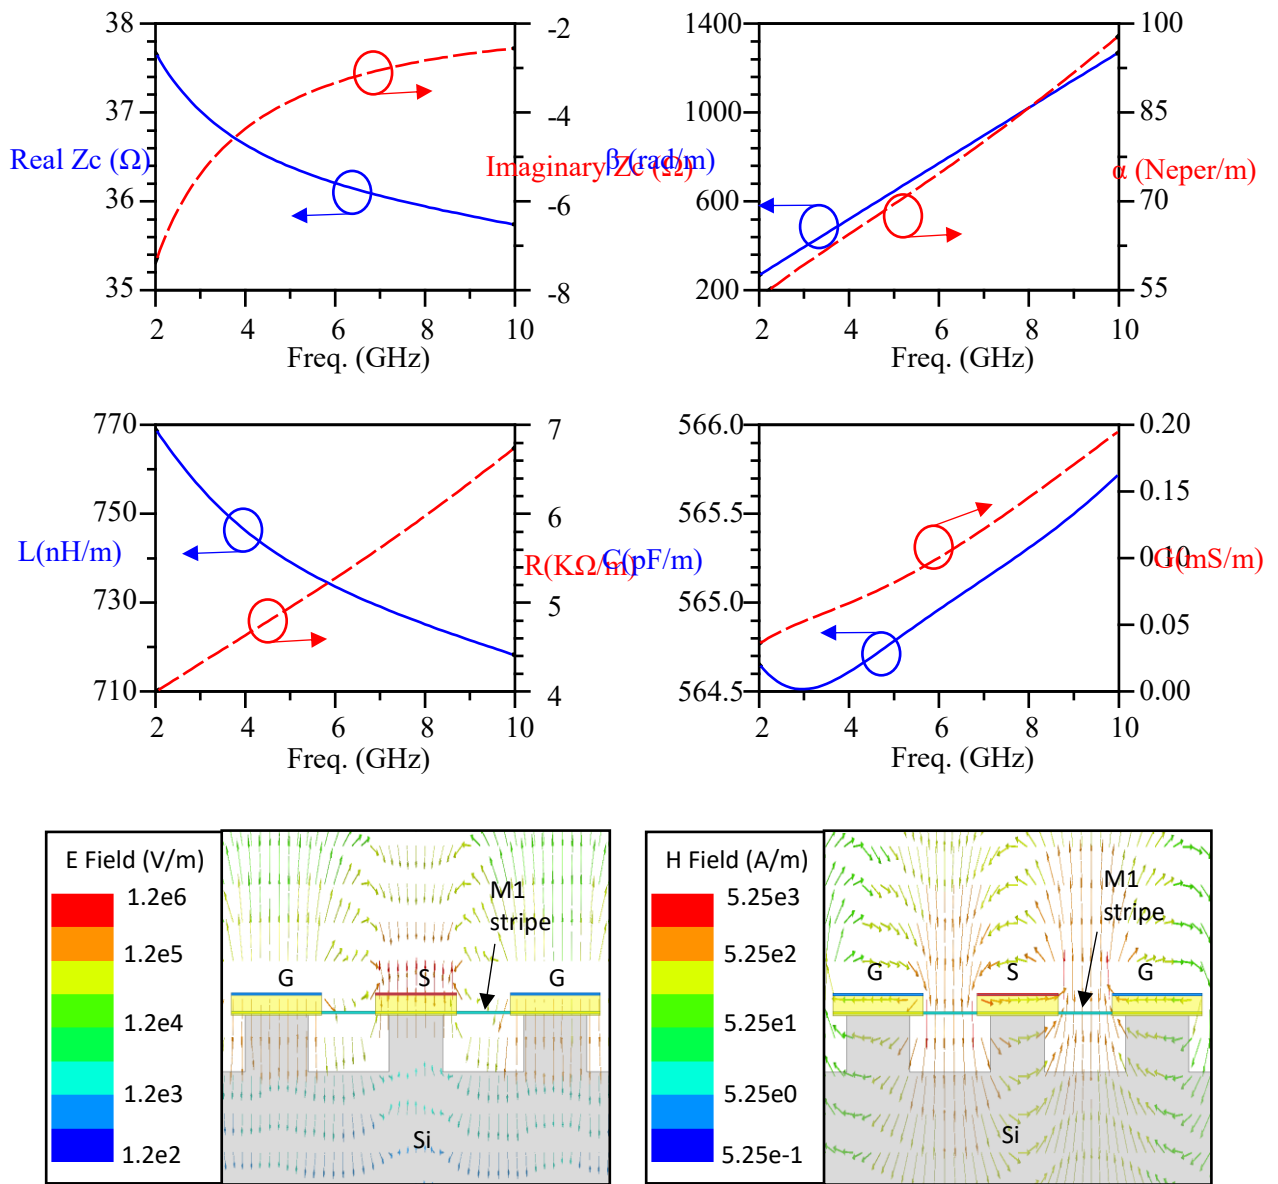 38
37
36
35
Real Zc (Ω)
-2
-4
-6
-8
Imaginary Zc (Ω)
2 4 6 8 10
Freq. (GHz)
1400
1000
600
200
β (rad/m)
100
85
70
55
α (Neper/m)
2 4 6 8 10
Freq. (GHz)
770
750
730
710
L(nH/m)
7
6
5
4
R(KΩ/m)
2 4 6 8 10
Freq. (GHz)
566.0
565.5
565.0
564.5
C(pF/m)
0.20
0.15
0.10
0.05
0.00
G(mS/m)
2 4 6 8 10
Freq. (GHz)
E Field (V/m)
1.2e6
1.2e5
1.2e4
1.2e3
1.2e2
M1
stripe
G S G
Si
H Field (A/m)
5.25e3
5.25e2
5.25e1
5.25e0
5.25e-1
M1
stripe
G S G
Si